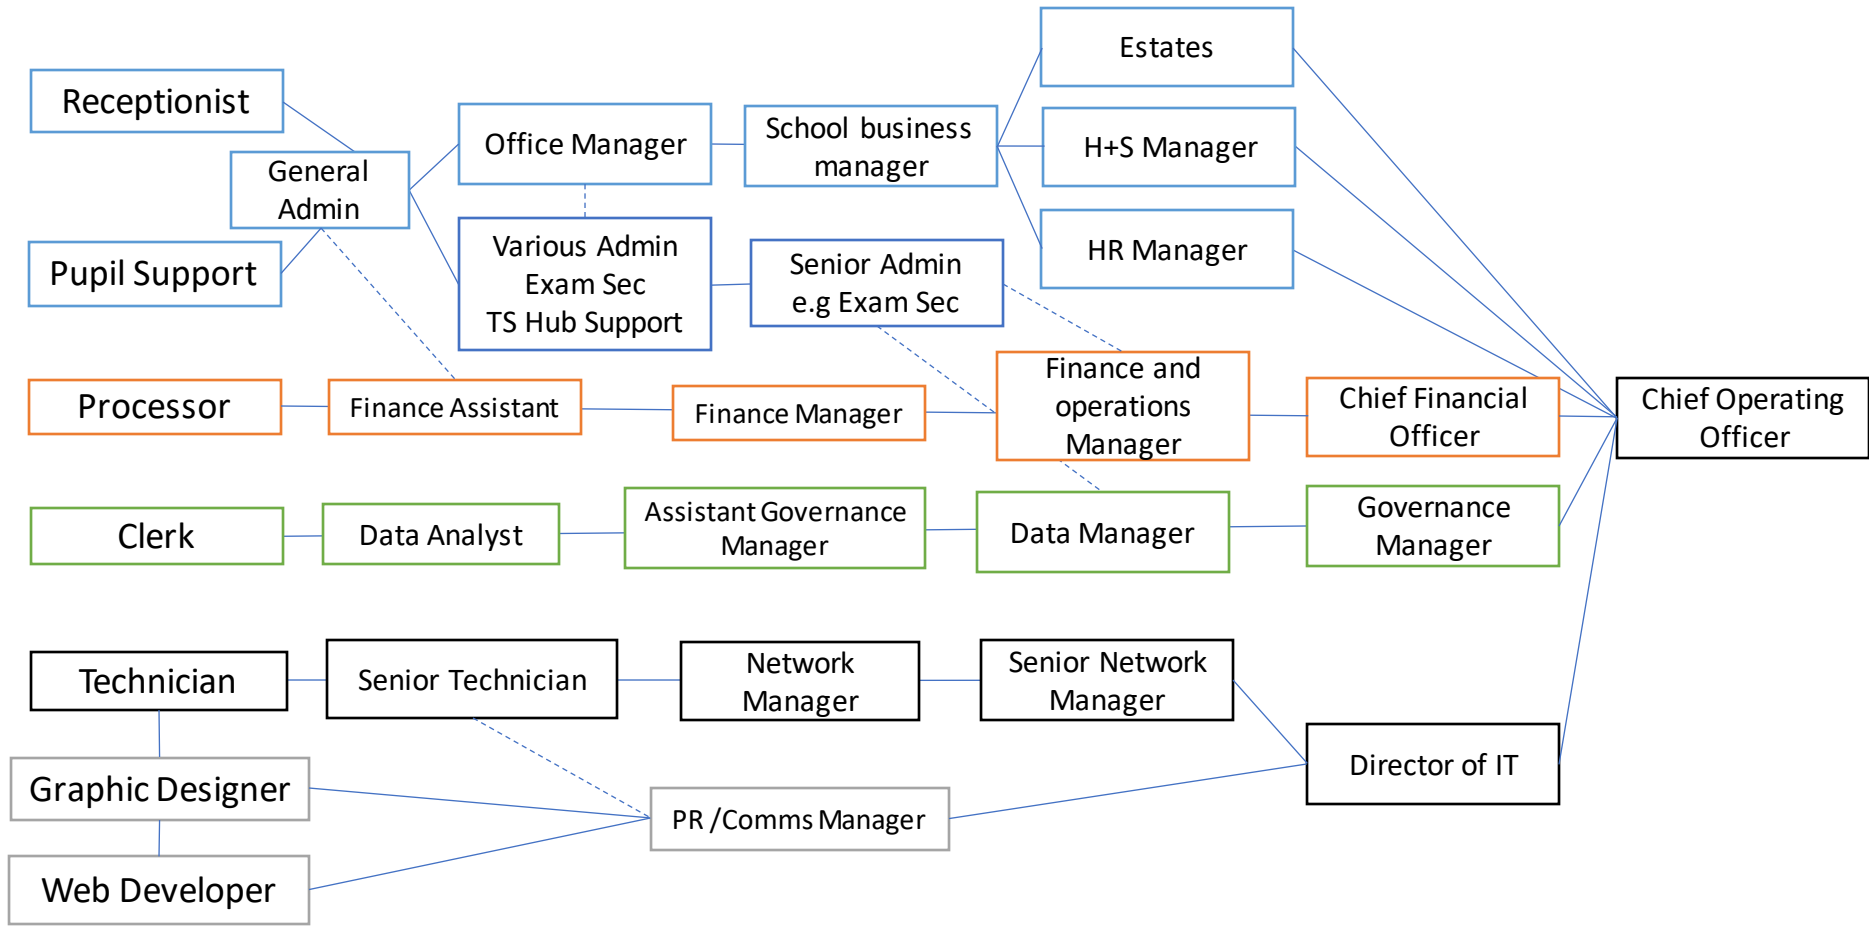 Receptionist
Pupil Support
General
Admin
Office Manager
Various Admin
Exam Sec
TS Hub Support
School business
manager
Senior Admin
e.g Exam Sec
Estates
H+S Manager
HR Manager
Processor
Finance Assistant
Finance Manager
Finance and
operations
Manager
Chief Financial
Officer
Chief Operating
Officer
Clerk
Data Analyst
Assistant Governance
Manager
Data Manager
Governance
Manager
Technician
Senior Technician
Network
Manager
Senior Network
Manager
Director of IT
Graphic Designer
PR /Comms Manager
Web Developer